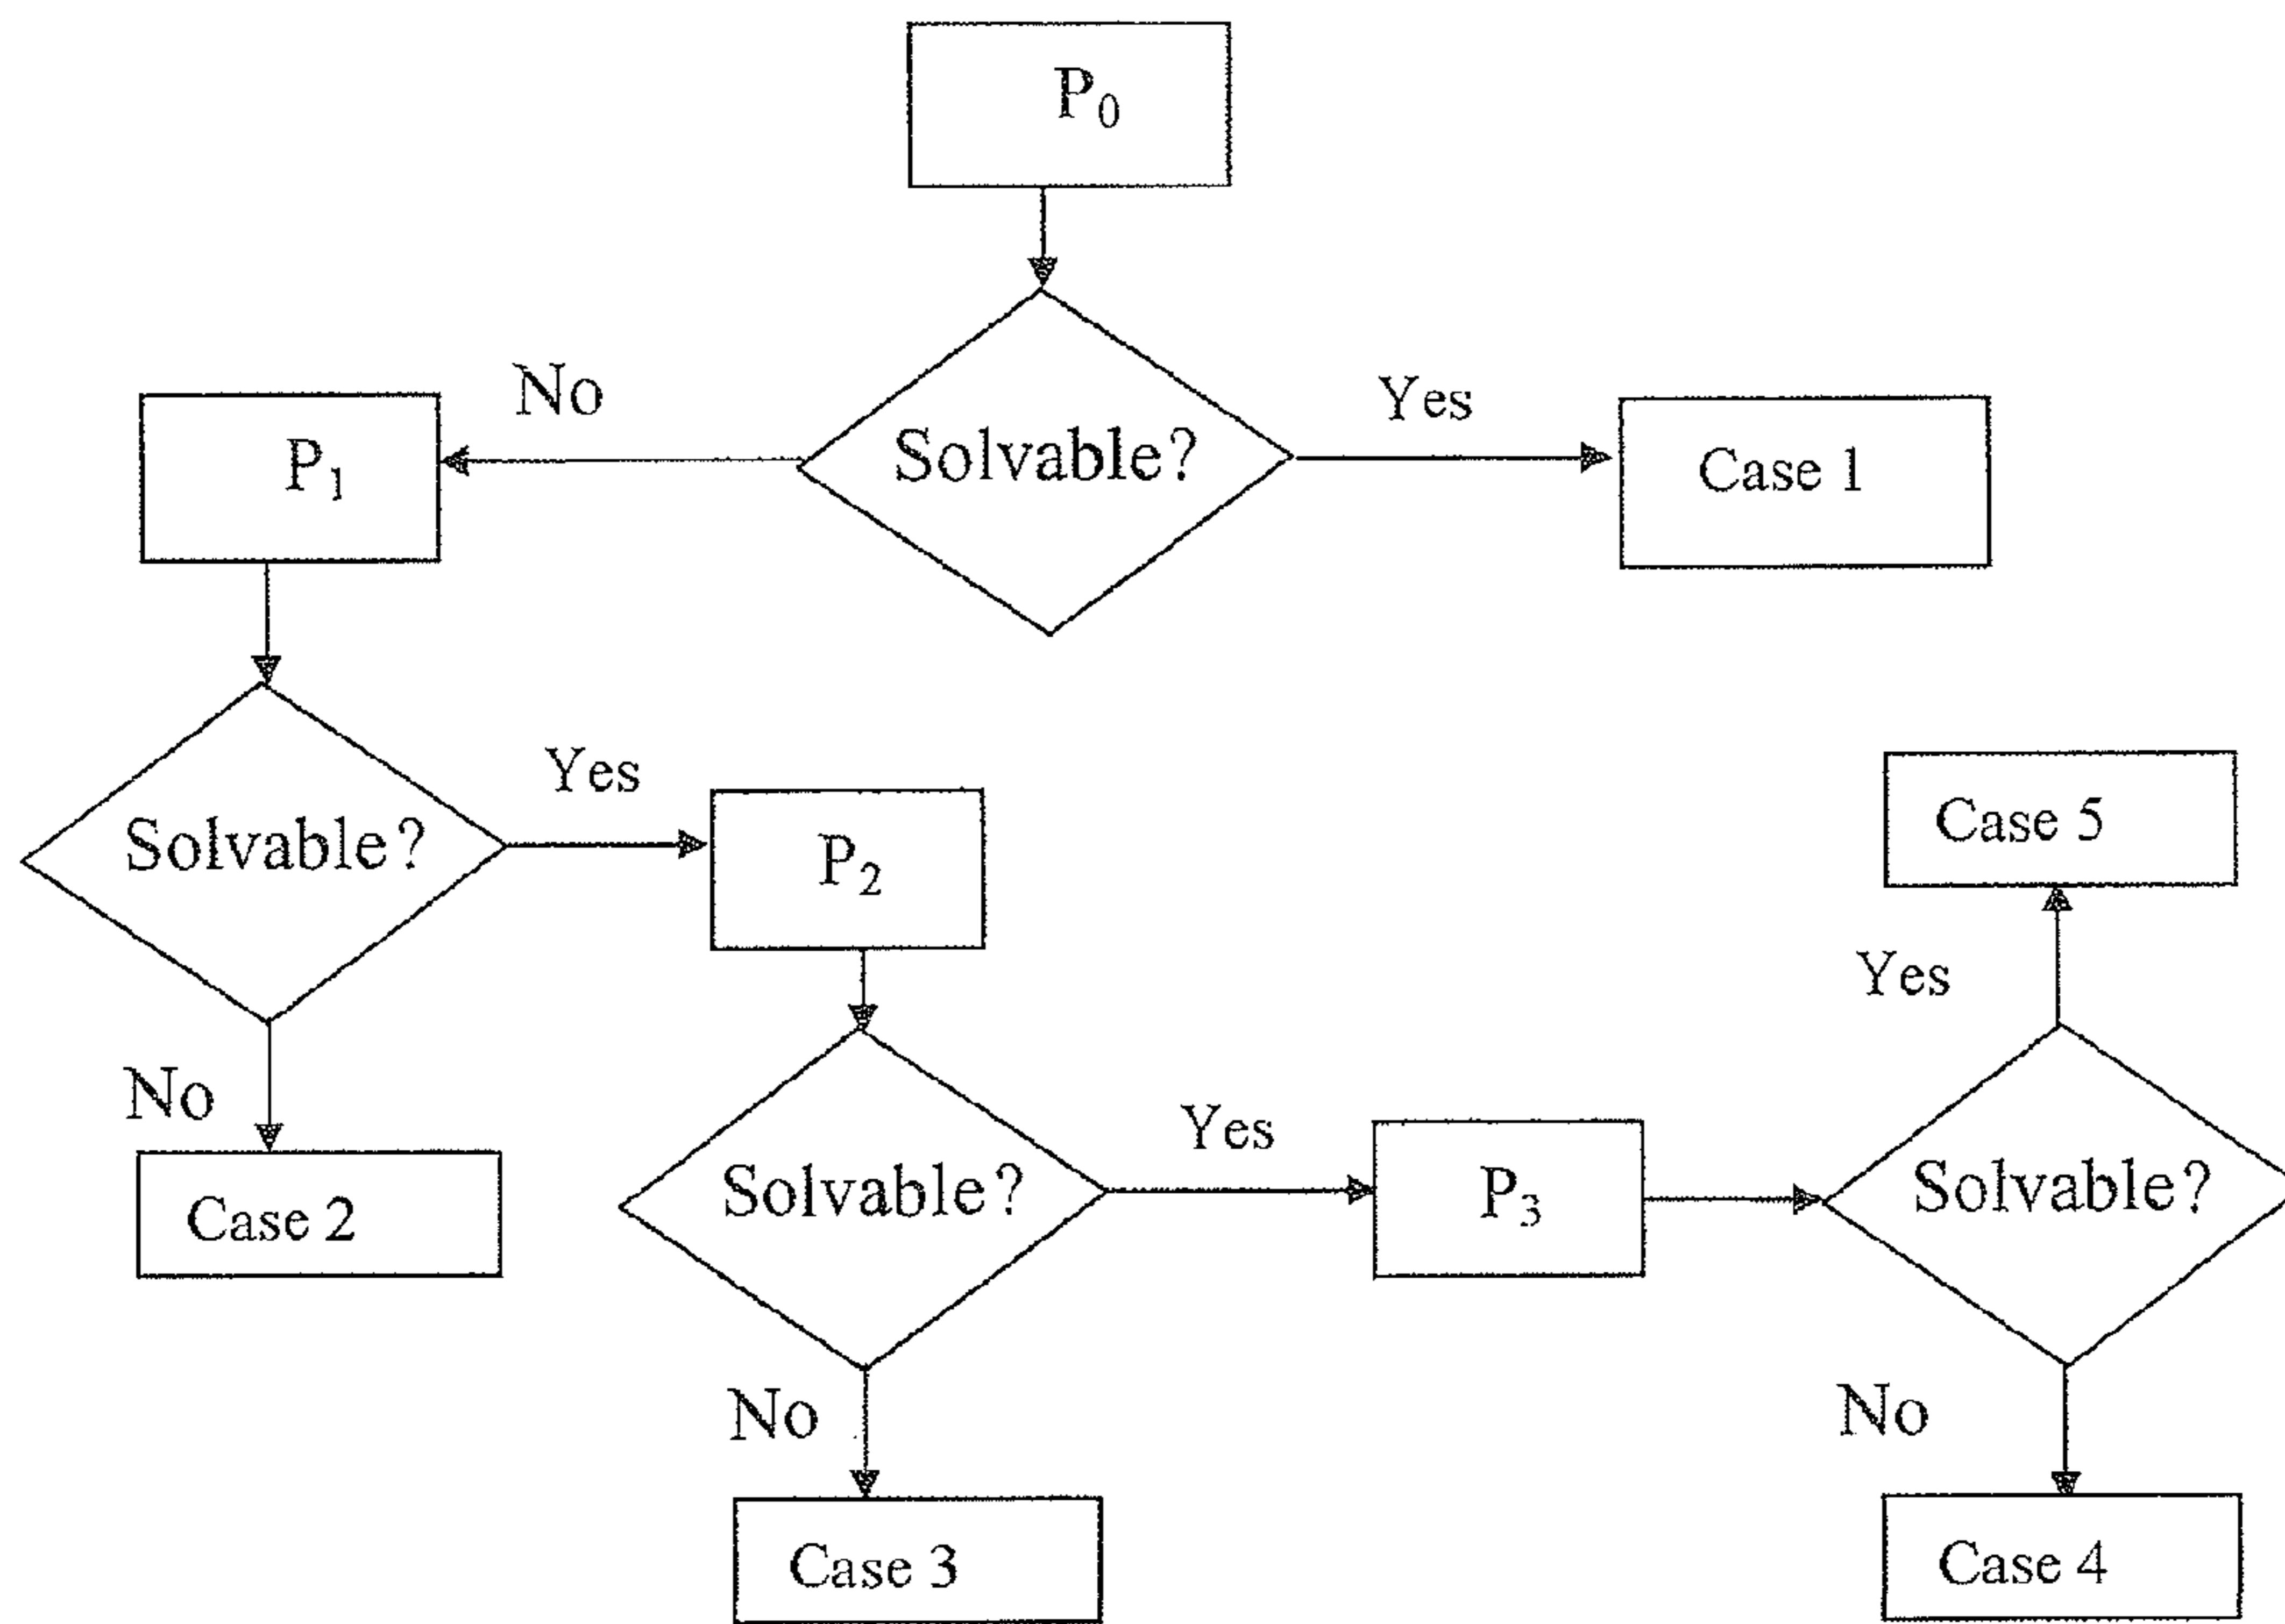 P₀
No
Yes
P₁
Solvable?
Case 1
Yes
Solvable?
P₂
Case 5
Yes
No
Case 2
Solvable?
Yes
P₃
Solvable?
No
No
Case 3
Case 4